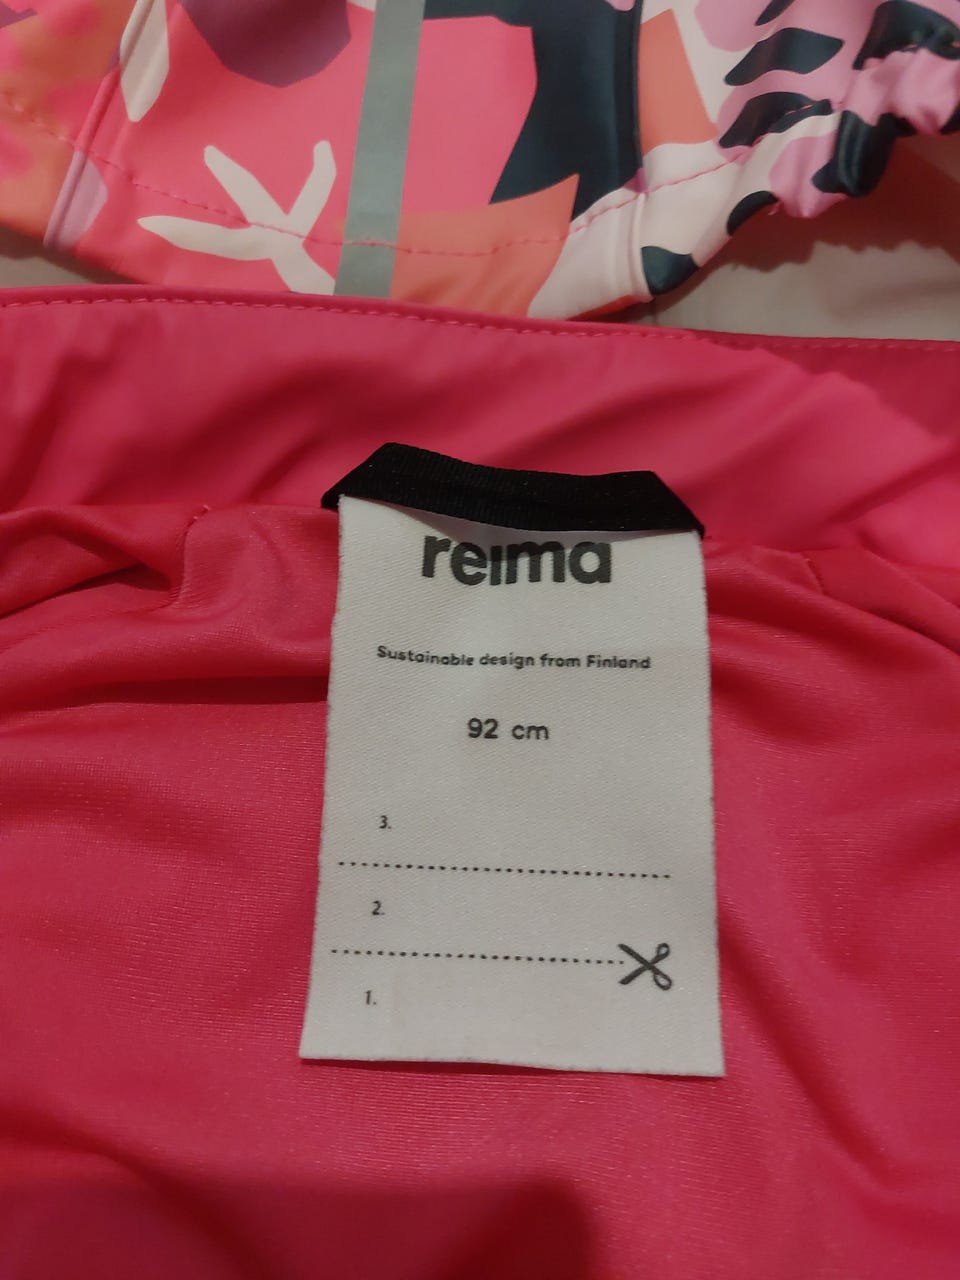 reima
Sustainable design from Finland
92 cm
3.
2.
1.